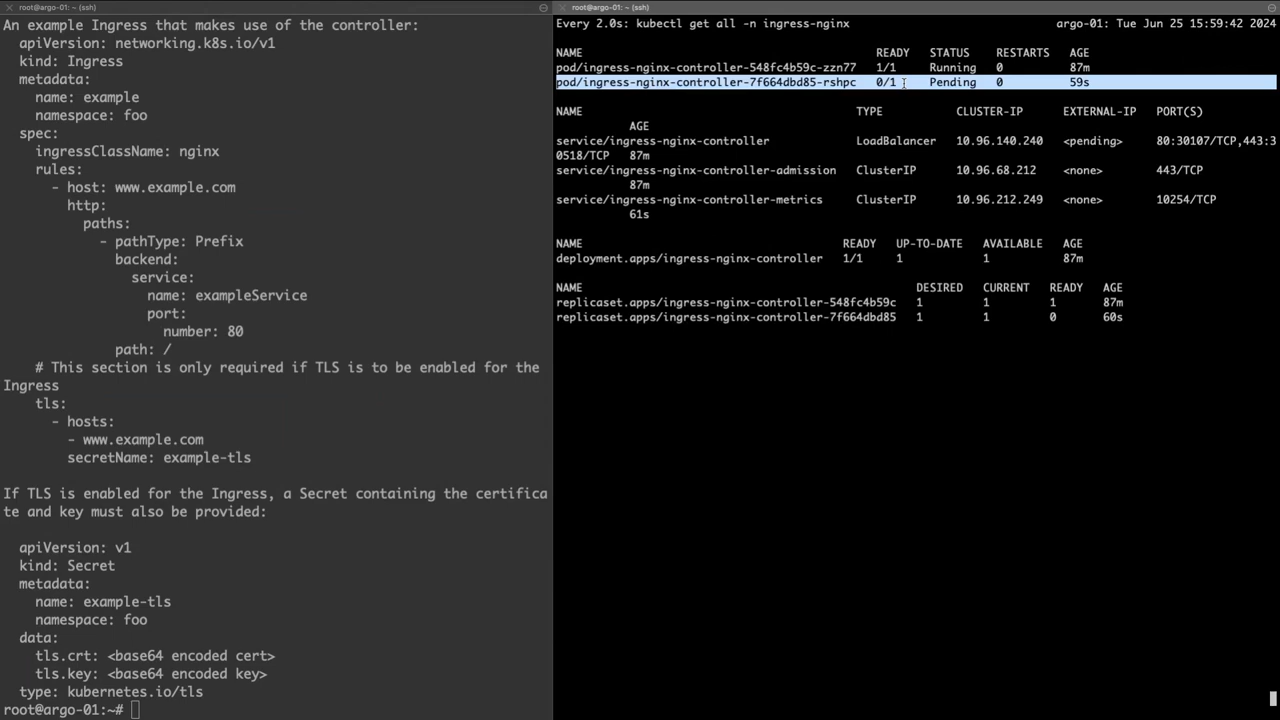 root@argo-01: ~ (ssh)
An example Ingress that makes use of the controller:
apiVersion: networking.k8s.io/v1
kind: Ingress
metadata:
name: example
namespace: foo
spec:
ingressClassName: nginx
rules:
- host: www.example.com
http:
paths:
- pathType: Prefix
backend:
service:
name: exampleService
port:
number: 80
path: /
# This section is only required if TLS is to be enabled for the
Ingress
tls:
- hosts:
- www.example.com
secretName: example-tls
If TLS is enabled for the Ingress, a Secret containing the certifica
te and key must also be provided:
apiVersion: v1
kind: Secret
metadata:
name: example-tls
namespace: foo
data:
tls.crt: <base64 encoded cert>
tls.key: <base64 encoded key>
type: kubernetes.io/tls
root@argo-01:~#
root@argo-01: ~ (ssh)
Every 2.0s: kubectl get all -n ingress-nginx argo-01: Tue Jun 25 15:59:42 2024
NAME READY STATUS RESTARTS AGE
pod/ingress-nginx-controller-548fc4b59c-zzn77 1/1 Running 0 87m
pod/ingress-nginx-controller-7f664dbd85-rshpc 0/1 Pending 0 59s
NAME TYPE CLUSTER-IP EXTERNAL-IP PORT(S)
AGE
service/ingress-nginx-controller LoadBalancer 10.96.140.240 <pending> 80:30107/TCP,443:3
0518/TCP 87m
service/ingress-nginx-controller-admission ClusterIP 10.96.68.212 <none> 443/TCP
87m
service/ingress-nginx-controller-metrics ClusterIP 10.96.212.249 <none> 10254/TCP
61s
NAME READY UP-TO-DATE AVAILABLE AGE
deployment.apps/ingress-nginx-controller 1/1 1 1 87m
NAME DESIRED CURRENT READY AGE
replicaset.apps/ingress-nginx-controller-548fc4b59c 1 1 1 87m
replicaset.apps/ingress-nginx-controller-7f664dbd85 1 1 0 60s